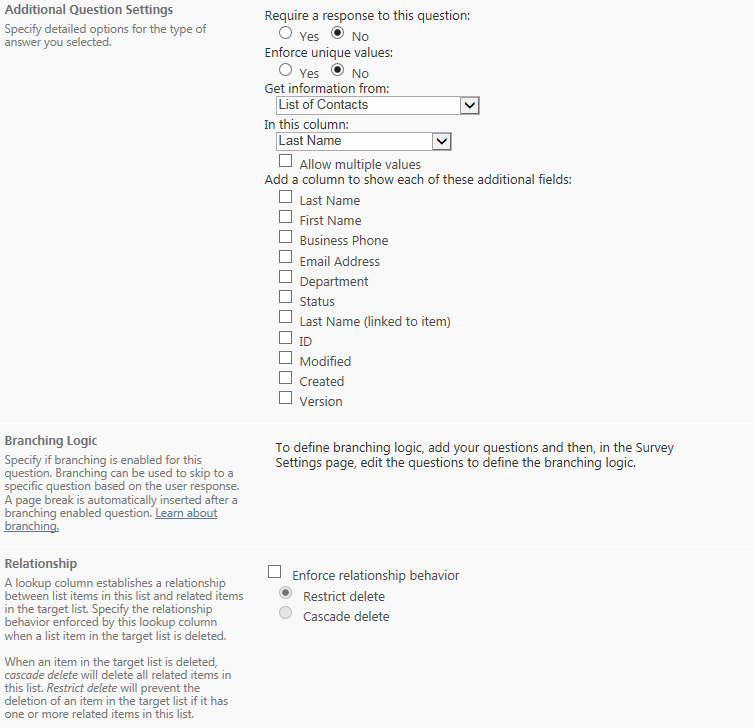 Additional Question Settings
Specify detailed options for the type of
answer you selected.
Require a response to this question:
Yes No
Enforce unique values:
Yes No
Get information from:
List of Contacts
In this column:
Last Name
Allow multiple values
Add a column to show each of these additional fields:
Last Name
First Name
Business Phone
Email Address
Department
Status
Last Name (linked to item)
ID
Modified
Created
Version
Branching Logic
Specify if branching is enabled for this
question. Branching can be used to skip to a
specific question based on the user response.
A page break is automatically inserted after a
branching enabled question. Learn about
branching.
To define branching logic, add your questions and then, in the Survey
Settings page, edit the questions to define the branching logic.
Relationship
A lookup column establishes a relationship
between list items in this list and related items
in the target list. Specify the relationship
behavior enforced by this lookup column
when a list item in the target list is deleted.
When an item in the target list is deleted,
cascade delete will delete all related items in
this list. Restrict delete will prevent the
deletion of an item in the target list if it has
one or more related items in this list.
Enforce relationship behavior
Restrict delete
Cascade delete